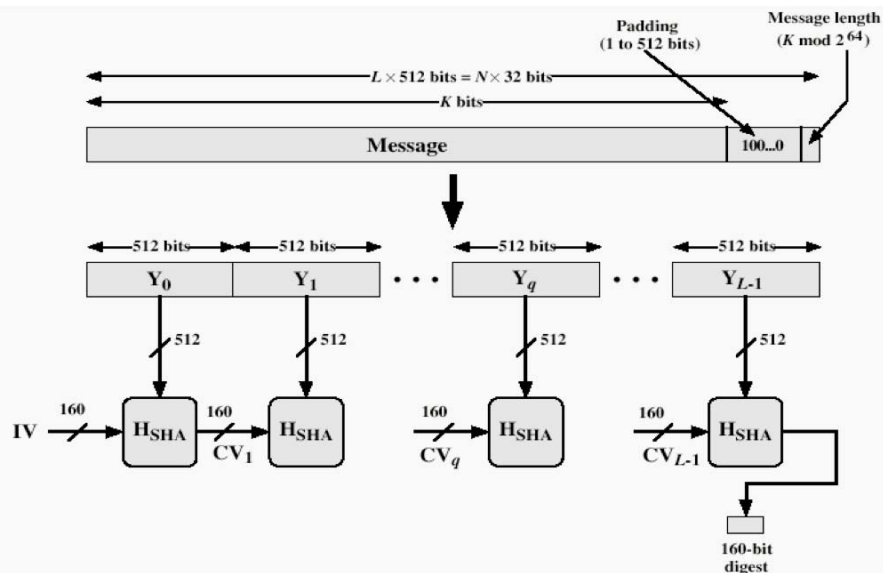 Padding
(1 to 512 bits)
Message length
(K mod 2^64)
L × 512 bits = N × 32 bits
K bits
Message
100...0
512 bits
512 bits
512 bits
512 bits
Y0
Y1
• • •
Yq
• • •
YL-1
512
512
512
512
IV
160
HSHA
160
CV1
HSHA
160
CVq
HSHA
160
CVL-1
HSHA
160-bit
digest